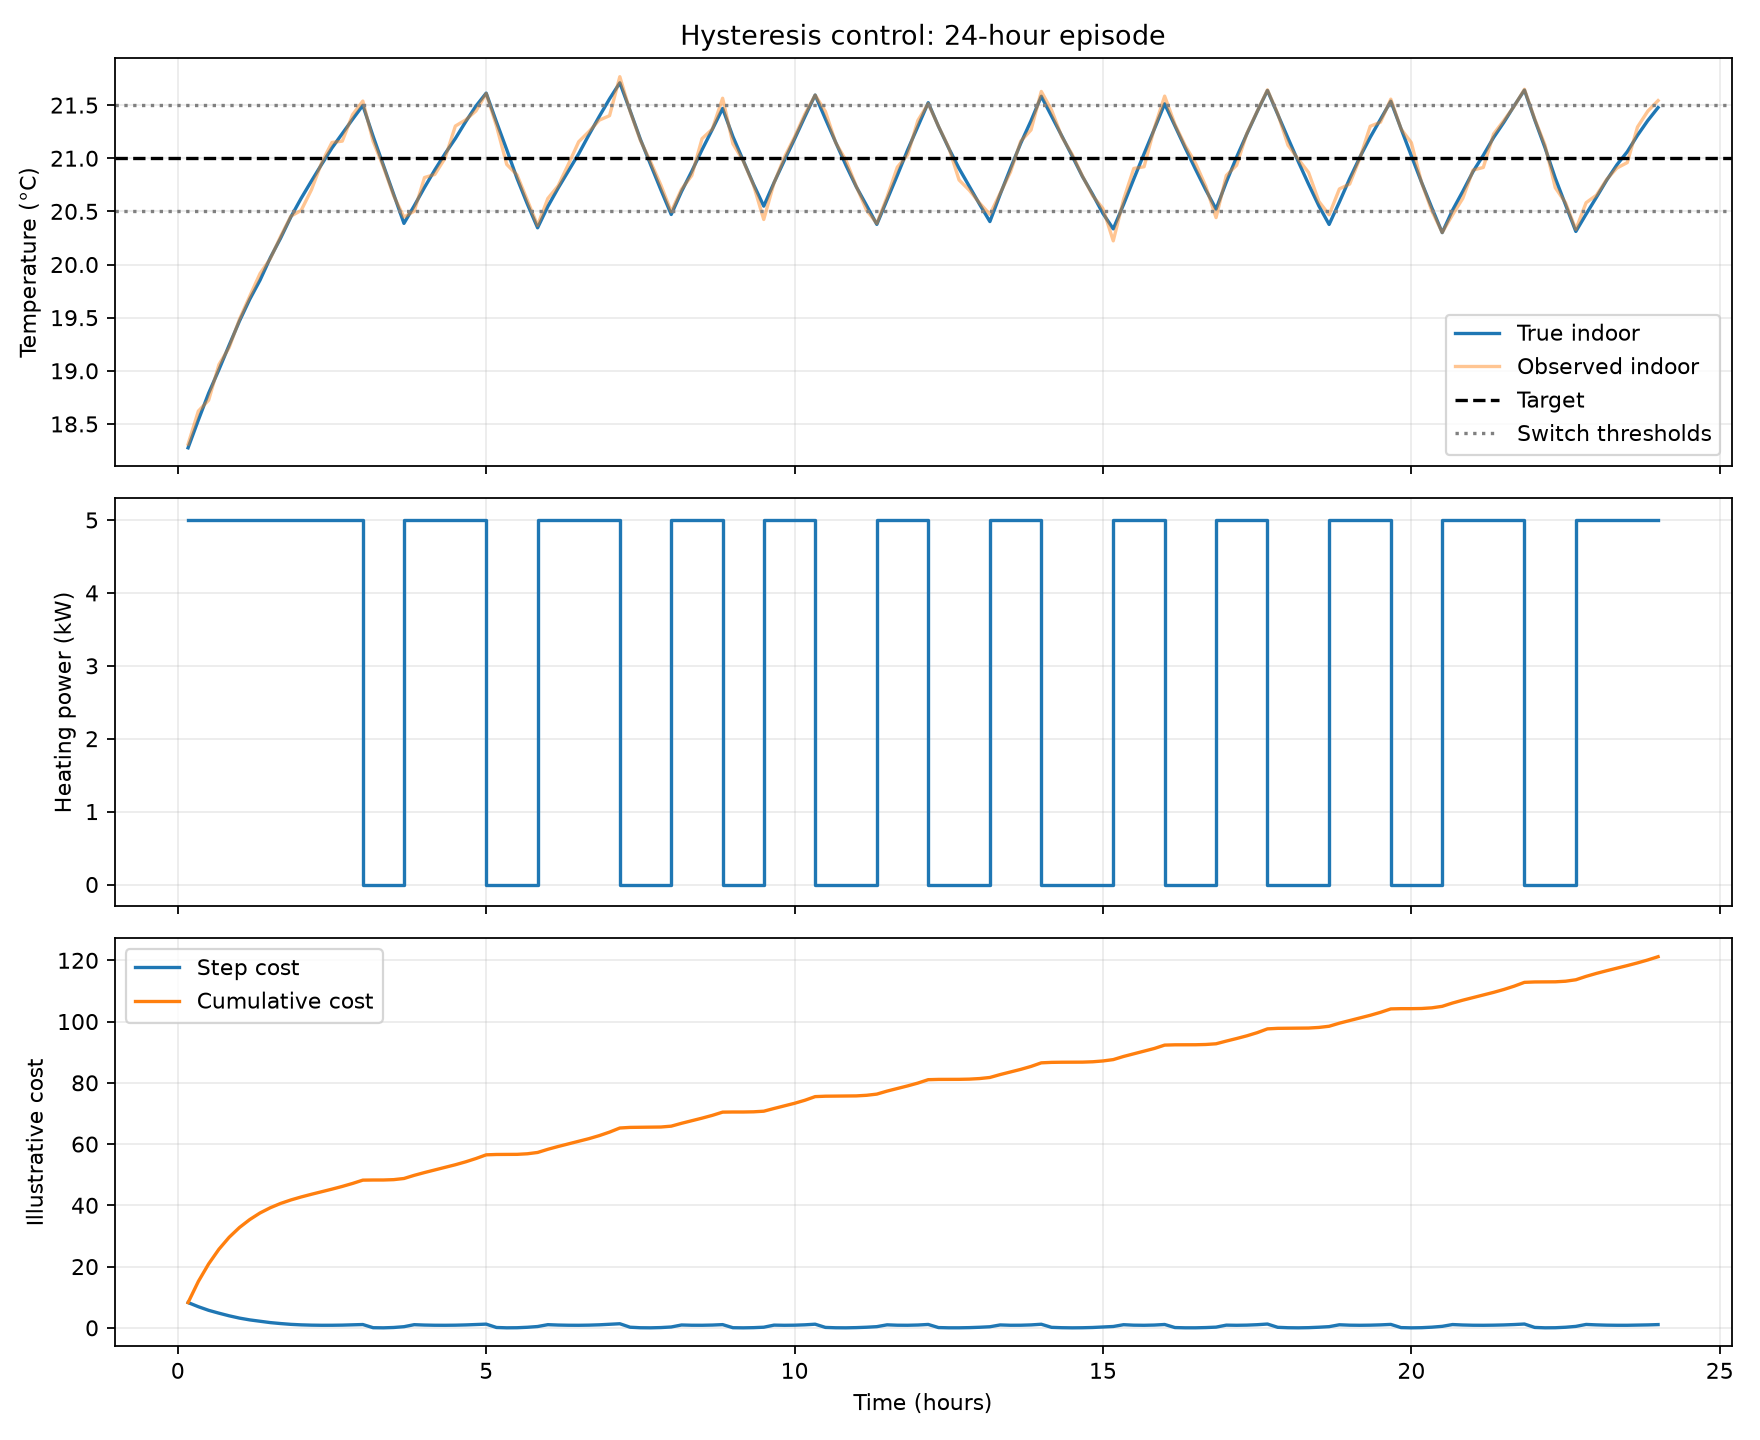 Hysteresis control: 24-hour episode
Temperature (°C)
21.5
21.0
20.5
20.0
19.5
19.0
18.5
True indoor
Observed indoor
Target
Switch thresholds
Heating power (kW)
5
4
3
2
1
0
Illustrative cost
120
100
80
60
40
20
0
Step cost
Cumulative cost
0 5 10 15 20 25
Time (hours)